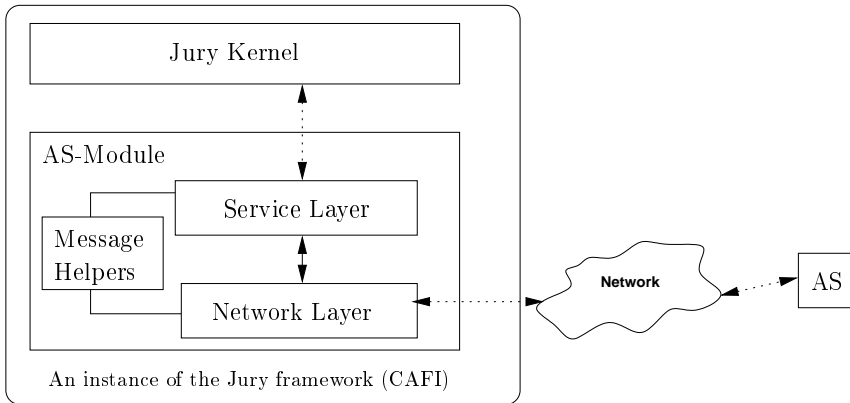 Jury Kernel
AS-Module
Service Layer
Message
Helpers
Network Layer
Network
AS
An instance of the Jury framework (CAFI)